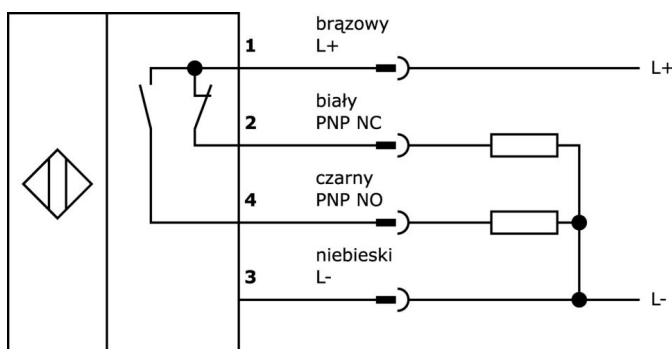 brązowy
1 L+
L+
biały
2 PNP NC
czarny
4 PNP NO
niebieski
3 L-
L-